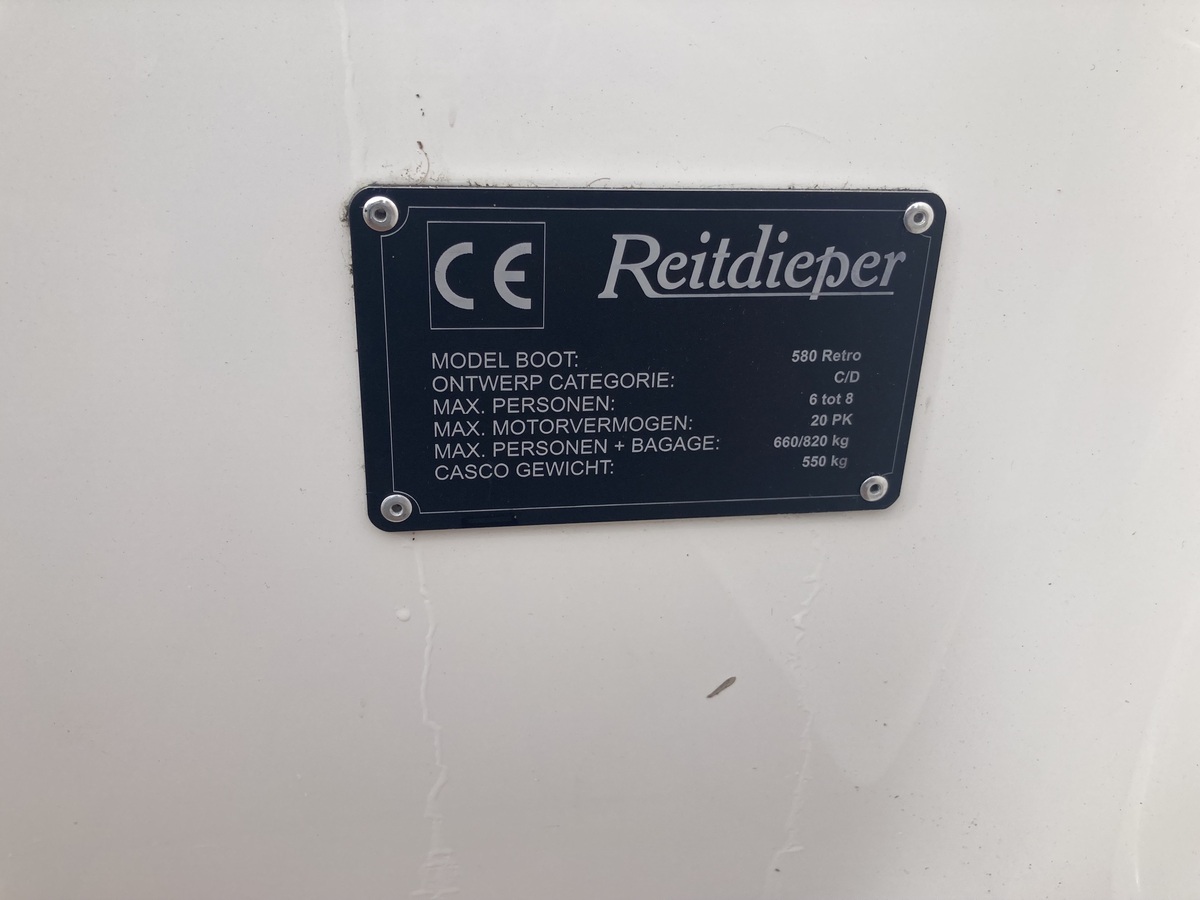 CE
Reitdieper
MODEL BOOT: 580 Retro
ONTWERP CATEGORIE: C/D
MAX. PERSONEN: 6 tot 8
MAX. MOTORVERMOGEN: 20 PK
MAX. PERSONEN + BAGAGE: 660/820 kg
CASCO GEWICHT: 550 kg